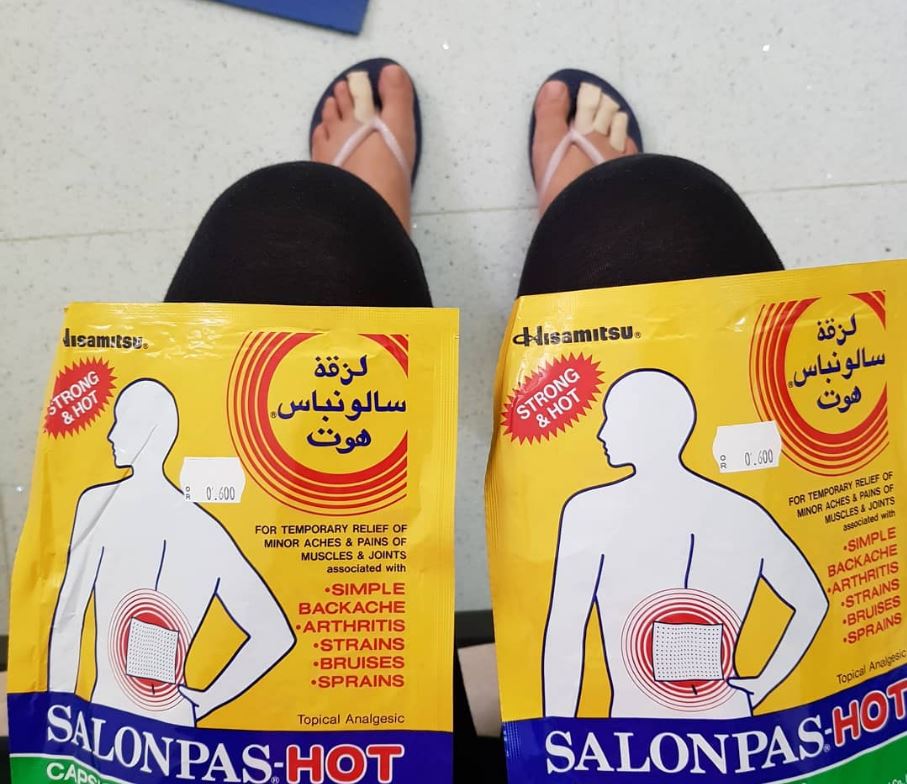 Hisamitsu®
STRONG
& HOT
لزقة
سالونباس®
هوت
OR 0'.600
FOR TEMPORARY RELIEF OF
MINOR ACHES & PAINS OF
MUSCLES & JOINTS
associated with
•SIMPLE
BACKACHE
•ARTHRITIS
•STRAINS
•BRUISES
•SPRAINS
Topical Analgesic
SALONPAS®-HOT
Hisamitsu®
STRONG
& HOT
لزقة
سالونباس®
هوت
OR 0'.600
FOR TEMPORARY RELIEF OF
MINOR ACHES & PAINS OF
MUSCLES & JOINTS
associated with
•SIMPLE
BACKACHE
•ARTHRITIS
•STRAINS
•BRUISES
•SPRAINS
Topical Analgesic
SALONPAS®-HOT